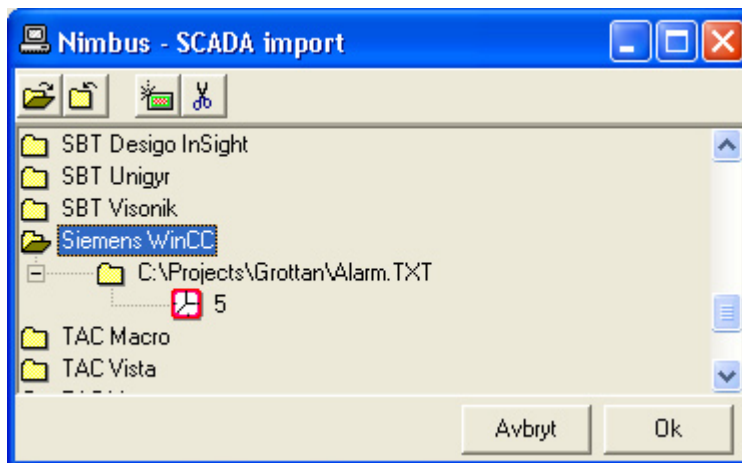 Nimbus - SCADA import
SBT Desigo InSight
SBT Unigyr
SBT Visonik
Siemens WinCC
C:\Projects\Grottan\Alarm.TXT
5
TAC Macro
TAC Vista
Avbryt Ok